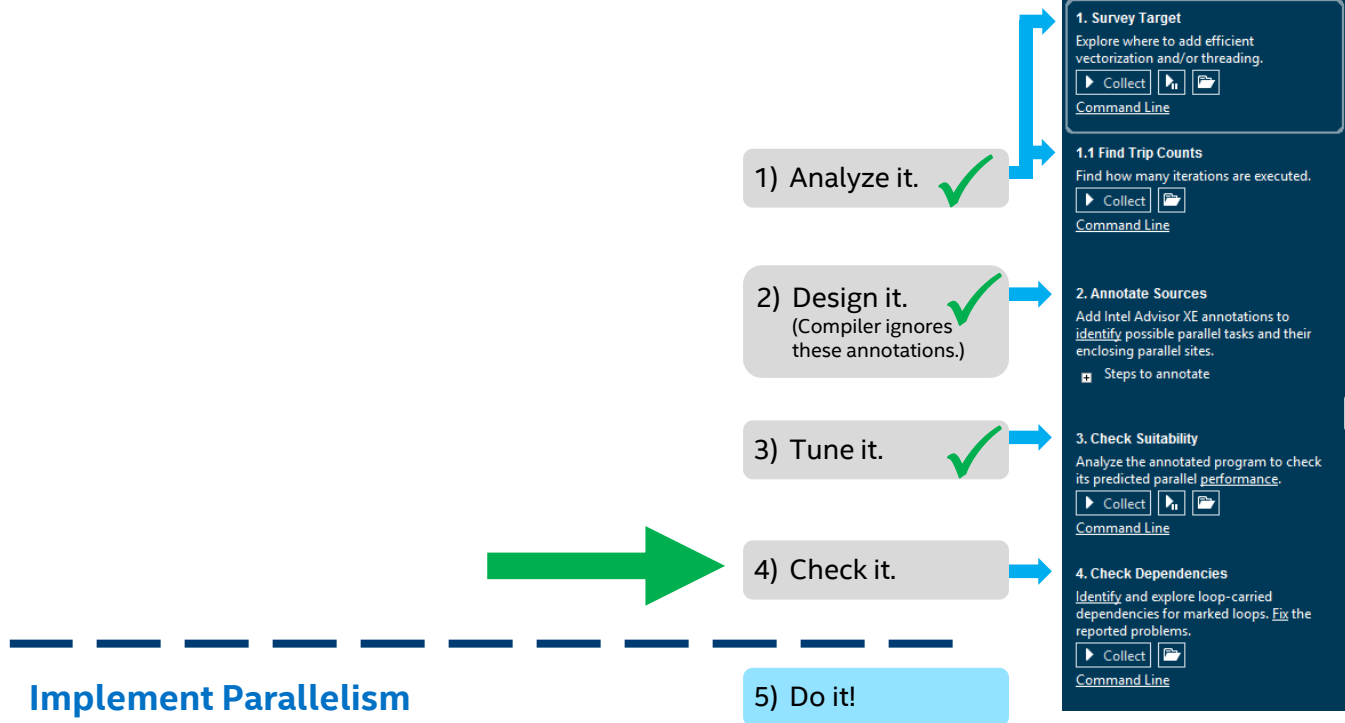 1) Analyze it.
2) Design it.
(Compiler ignores
these annotations.)
3) Tune it.
4) Check it.
Implement Parallelism
5) Do it!
1. Survey Target
Explore where to add efficient
vectorization and/or threading.
Collect
Command Line
1.1 Find Trip Counts
Find how many iterations are executed.
Collect
Command Line
2. Annotate Sources
Add Intel Advisor XE annotations to
identify possible parallel tasks and their
enclosing parallel sites.
Steps to annotate
3. Check Suitability
Analyze the annotated program to check
its predicted parallel performance.
Collect
Command Line
4. Check Dependencies
Identify and explore loop-carried
dependencies for marked loops. Fix the
reported problems.
Collect
Command Line